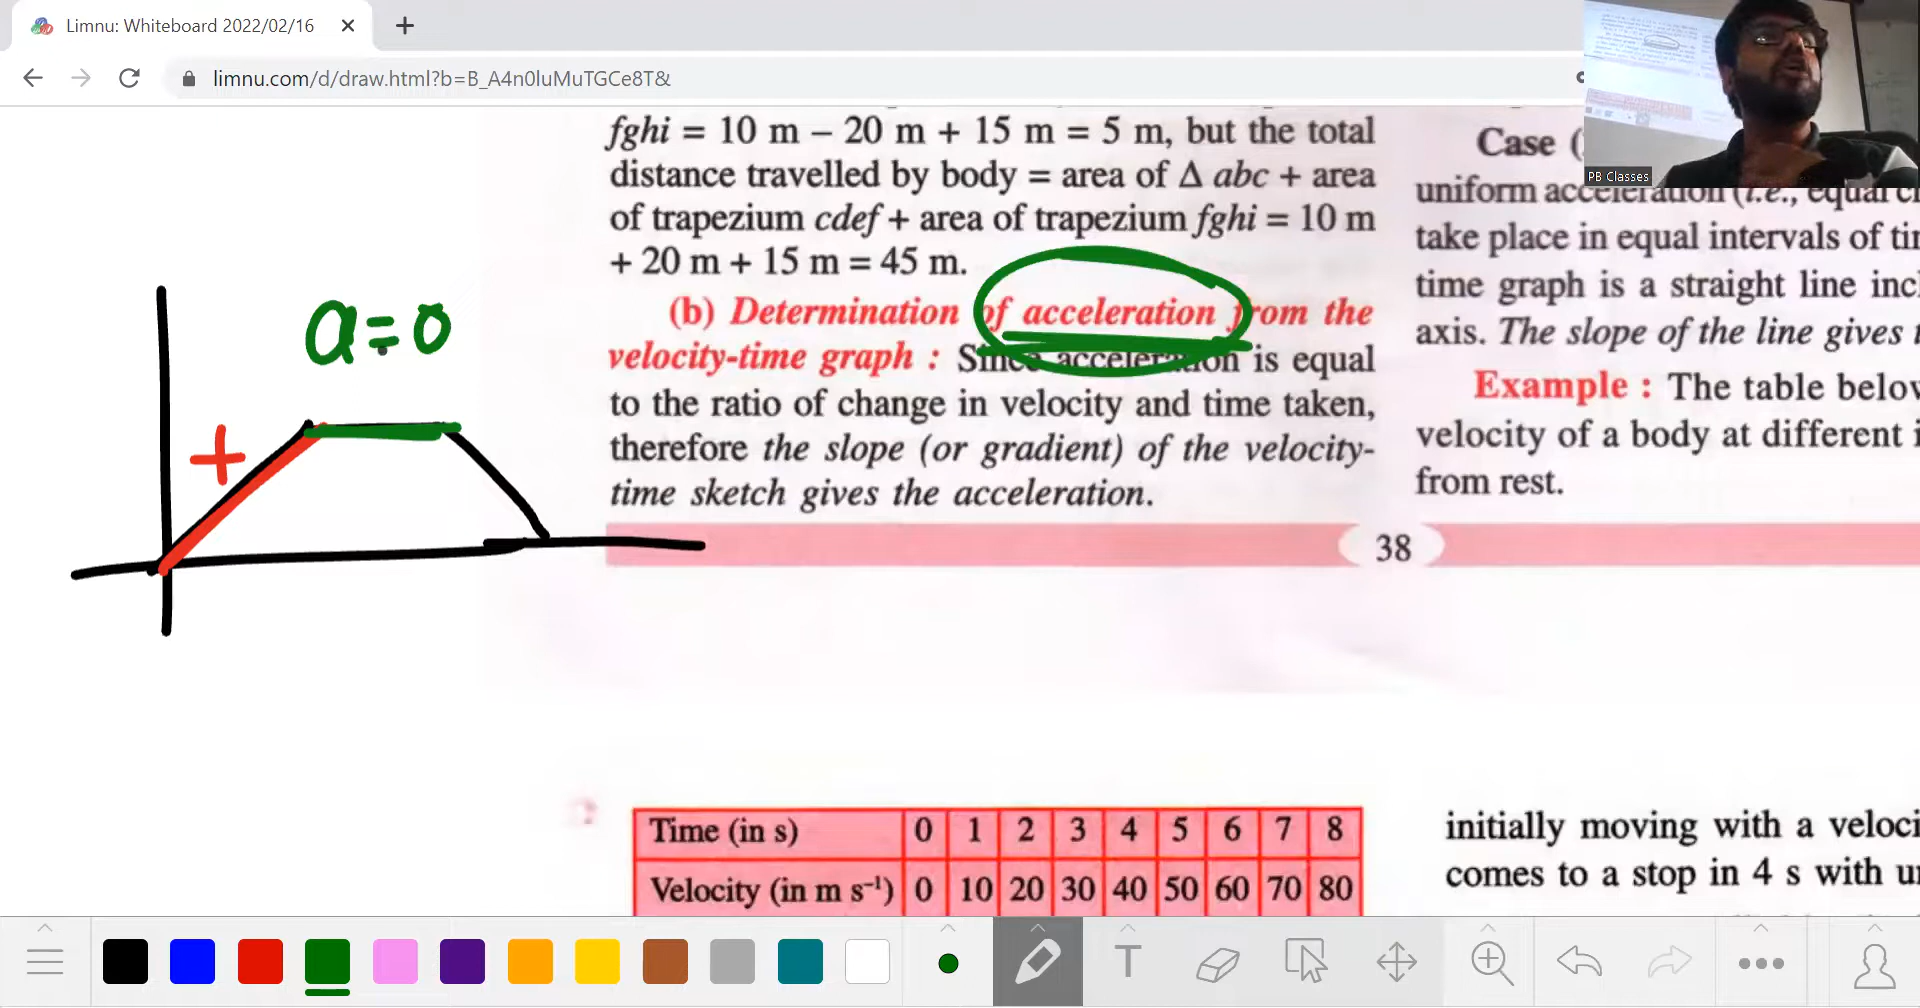 Limnu: Whiteboard 2022/02/16
limnu.com/d/draw.html?b=B_A4n0luMuTGCe8T&
PB Classes
a=0
+
fghi = 10 m – 20 m + 15 m = 5 m, but the total
distance travelled by body = area of Δ abc + area
of trapezium cdef + area of trapezium fghi = 10 m
+ 20 m + 15 m = 45 m.
(b) Determination of acceleration from the
velocity-time graph : Since acceleration is equal
to the ratio of change in velocity and time taken,
therefore the slope (or gradient) of the velocity-
time sketch gives the acceleration.
Case (
uniform acceleration (i.e., equal
take place in equal intervals of
time graph is a straight line
axis. The slope of the line gives
Example : The table
velocity of a body at different
from rest.
38
Time (in s) 0 1 2 3 4 5 6 7 8
Velocity (in m s⁻¹) 0 10 20 30 40 50 60 70 80
initially moving with a
comes to a stop in 4 s with
T